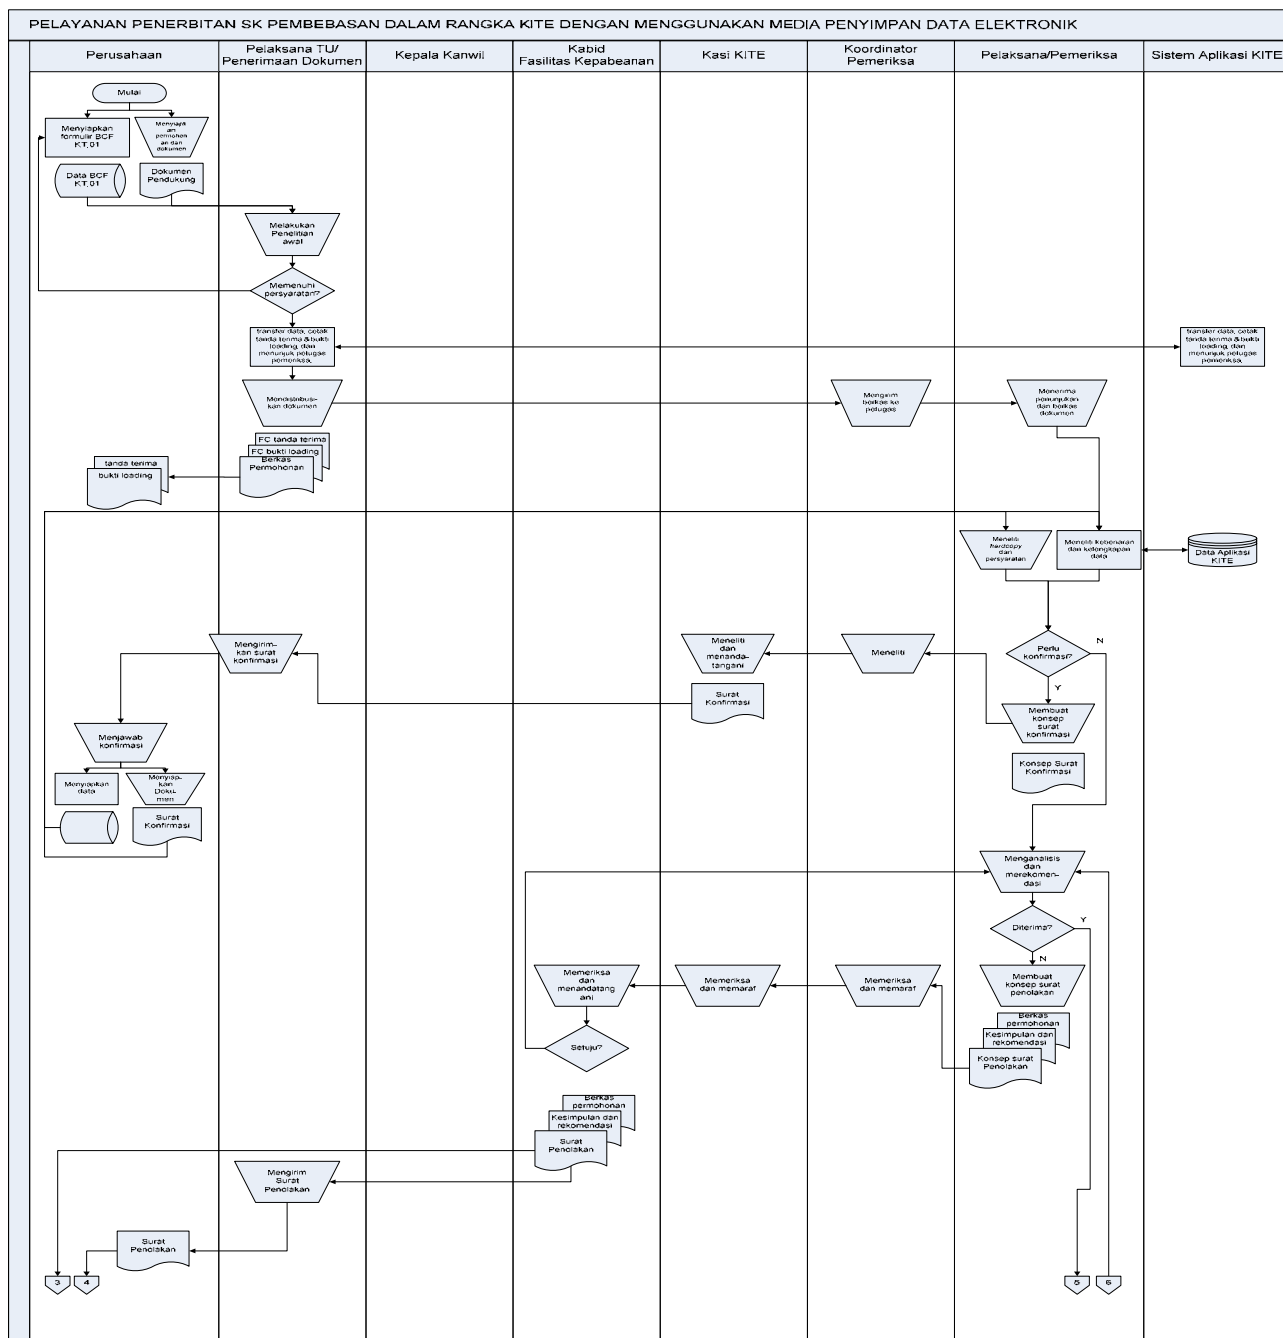 PELAYANAN PENERBITAN SK PEMBEBASAN DALAM RANGKA KITE DENGAN MENGGUNAKAN MEDIA PENYIMPAN DATA ELEKTRONIK
Perusahaan
Pelaksana TU/
Penerimaan Dokumen
Kepala Kanwil
Kabid
Fasilitas Kepabeanan
Kasi KITE
Koordinator
Pemeriksa
Pelaksana/Pemeriksa
Sistem Aplikasi KITE
Mulai
Menyiapkan
formulir BCF
KT.01
Menyiapk
an
permohon
an dan
dokumen
Data BCF
KT.01
Dokumen
Pendukung
Melakukan
Penelitian
awal
Memenuhi
persyaratan?
transfer data, cetak
tanda terima & bukti
loading, dan
menunjuk petugas
pemeriksa.
transfer data, cetak
tanda terima & bukti
loading, dan
menunjuk petugas
pemeriksa.
Mendistribusi-
kan dokumen
Mengirim
berkas ke
petugas
Menerima
penunjukan
dan berkas
dokumen
FC tanda terima
FC bukti loading
Berkas
Permohonan
tanda terima
bukti loading
Meneliti
hardcopy
dan
persyaratan
Meneliti kebenaran
dan kelengkapan
data
Data Aplikasi
KITE
Mengirim-
kan surat
konfirmasi
Meneliti
dan
menanda-
tangani
Meneliti
Perlu
konfirmasi?
N
Y
Surat
Konfirmasi
Membuat
konsep
surat
konfirmasi
Menjawab
konfirmasi
Konsep Surat
Konfirmasi
Menyiapkan
data
Menyiap-
kan
Doku-
men
Surat
Konfirmasi
Menganalisis
dan
merekomen-
dasi
Diterima?
Y
N
Memeriksa
dan
menandatang
ani
Memeriksa
dan memaraf
Memeriksa
dan memaraf
Membuat
konsep surat
penolakan
Setuju?
Berkas
permohonan
Kesimpulan dan
rekomendasi
Konsep surat
Penolakan
Berkas
permohonan
Kesimpulan dan
rekomendasi
Surat
Penolakan
Mengirim
Surat
Penolakan
Surat
Penolakan
3
4
5
6